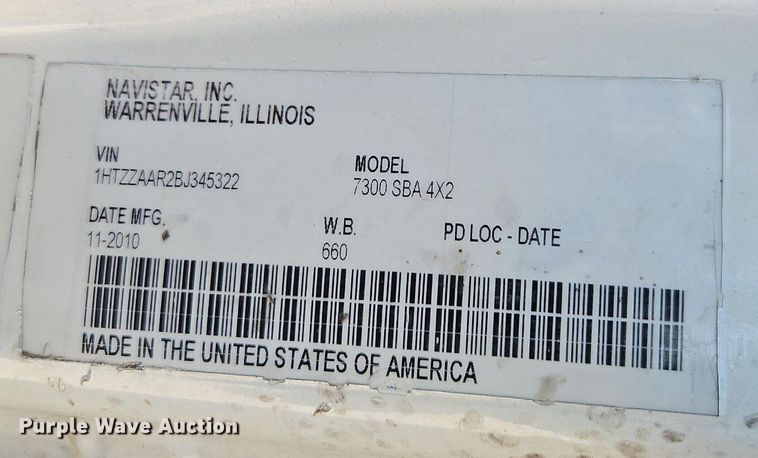 NAVISTAR, INC.
WARRENVILLE, ILLINOIS
VIN
1HTZZAAR2BJ345322
MODEL
7300 SBA 4X2
DATE MFG.
11-2010
W.B.
660
PD LOC - DATE
MADE IN THE UNITED STATES OF AMERICA
Purple Wave Auction